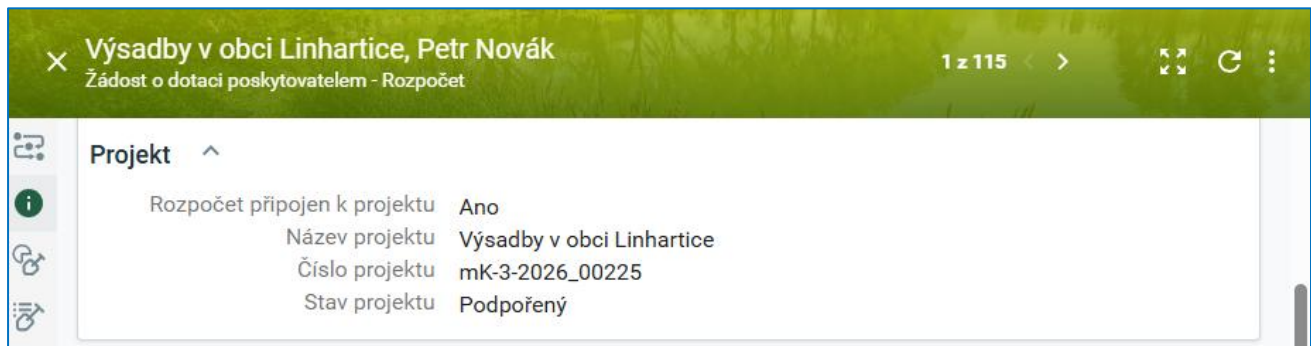 Výsadby v obci Linhartice, Petr Novák
Žádost o dotaci poskytovatelem - Rozpočet
1 z 115
Projekt
Rozpočet připojen k projektu Ano
Název projektu Výsadby v obci Linhartice
Číslo projektu mK-3-2026_00225
Stav projektu Podpořený